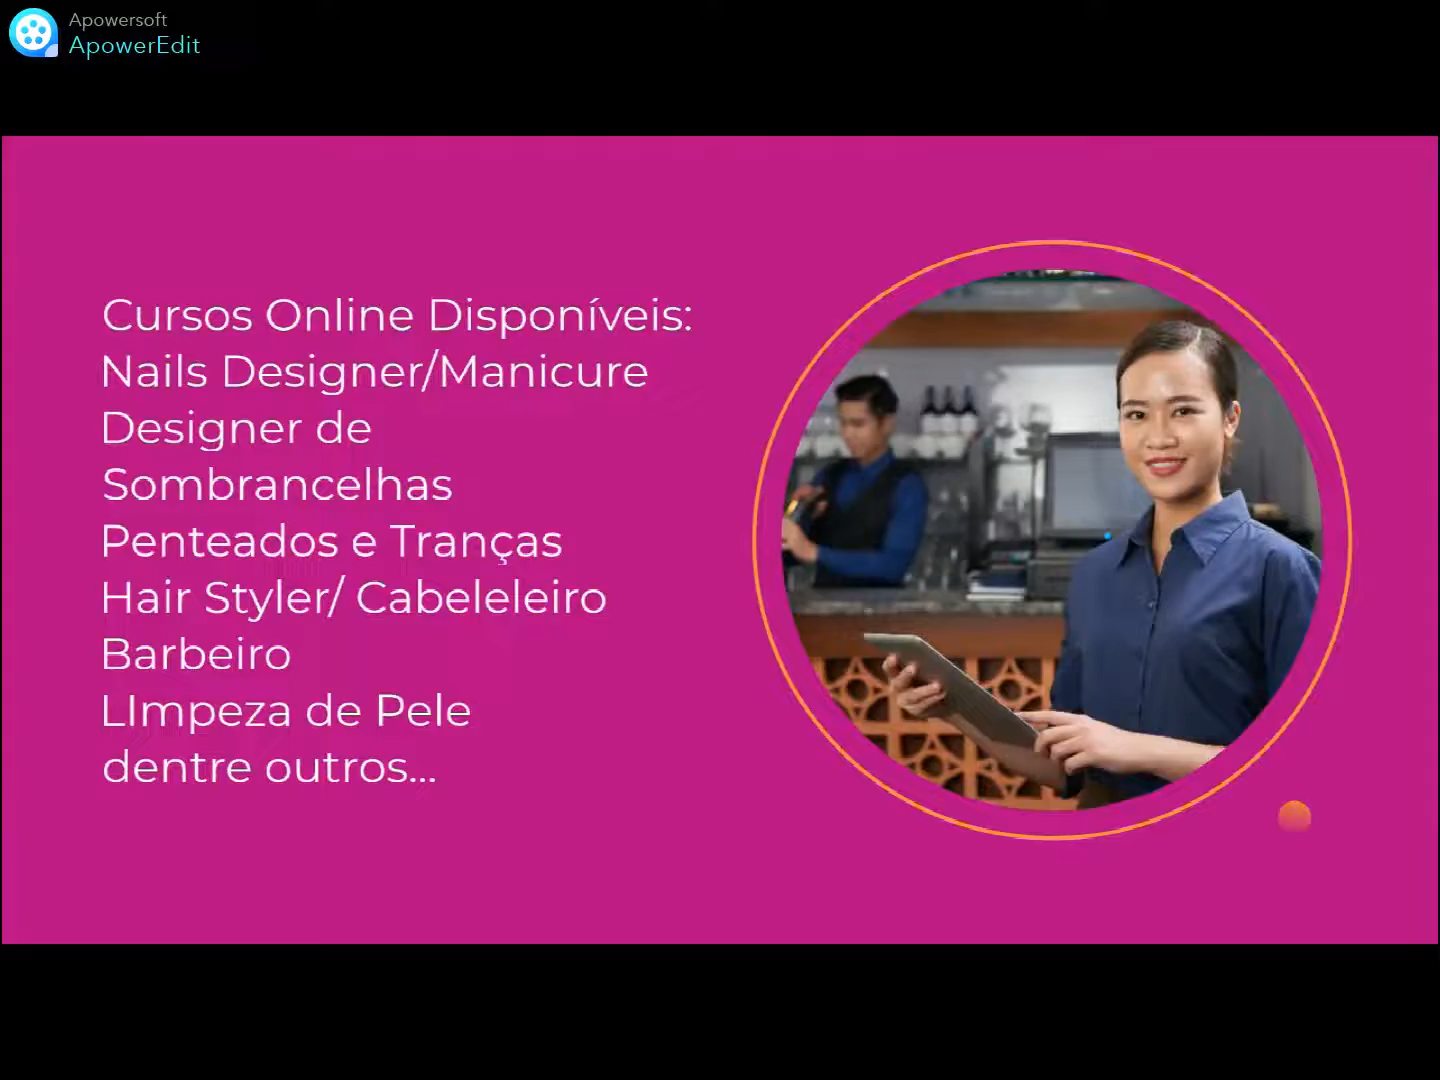 Apowersoft
ApowerEdit
Cursos Online Disponíveis:
Nails Designer/Manicure
Designer de
Sombrancelhas
Penteados e Tranças
Hair Styler/ Cabeleleiro
Barbeiro
LImpeza de Pele
dentre outros...